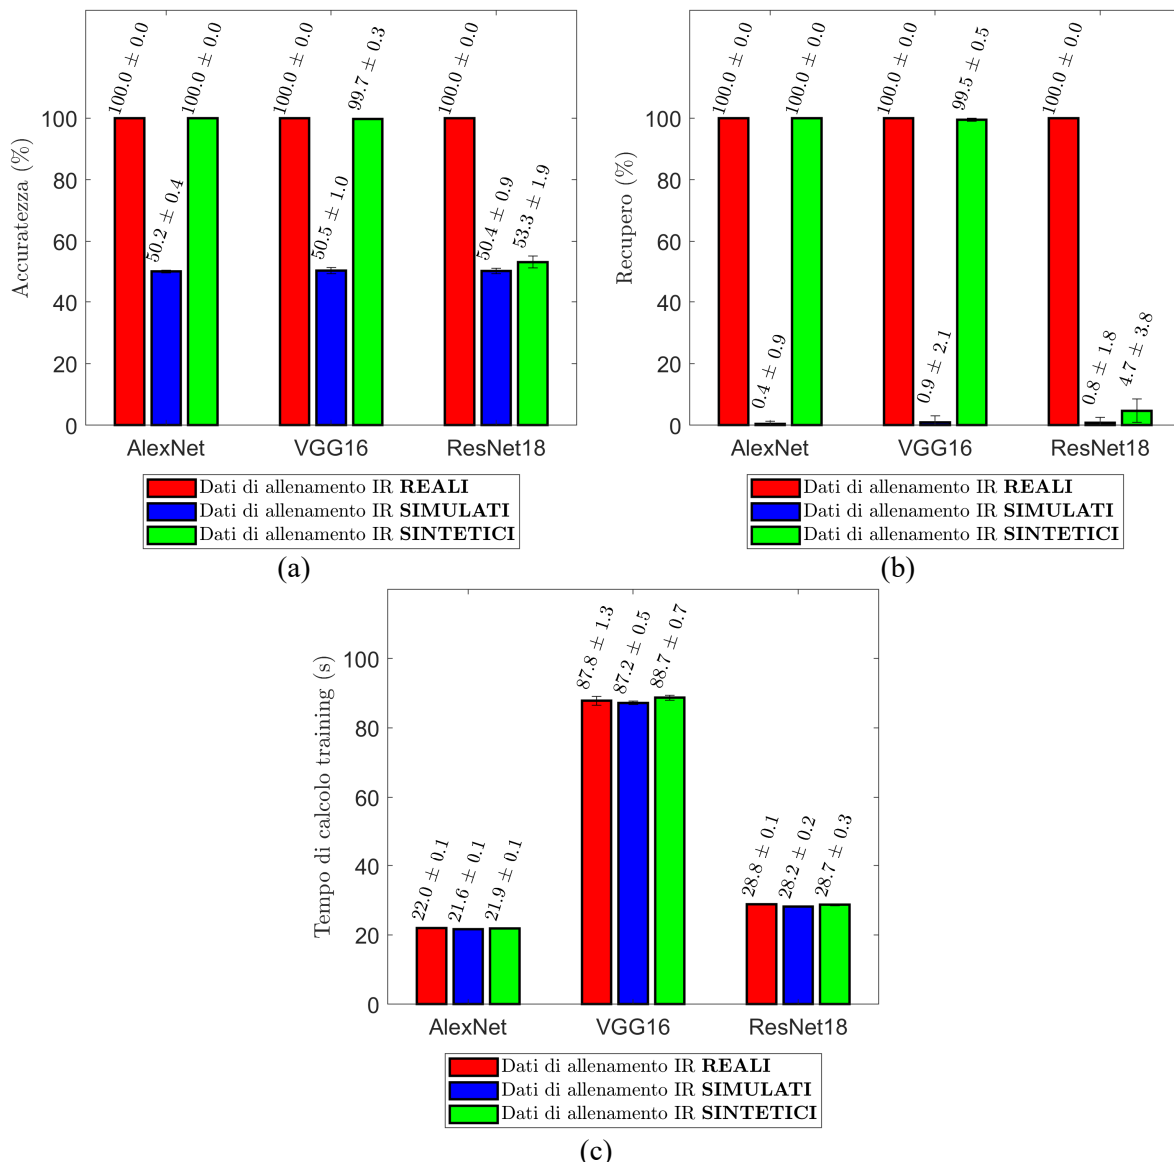 Accuratezza (%)
100
80
60
40
20
0
100.0 ± 0.0
50.2 ± 0.4
100.0 ± 0.0
100.0 ± 0.0
50.5 ± 1.0
99.7 ± 0.3
100.0 ± 0.0
50.4 ± 0.9
53.3 ± 1.9
AlexNet
VGG16
ResNet18
Dati di allenamento IR REALI
Dati di allenamento IR SIMULATI
Dati di allenamento IR SINTETICI
(a)
Recupero (%)
100
80
60
40
20
0
100.0 ± 0.0
0.4 ± 0.9
100.0 ± 0.0
100.0 ± 0.0
0.9 ± 2.1
99.5 ± 0.5
100.0 ± 0.0
0.8 ± 1.8
4.7 ± 3.8
AlexNet
VGG16
ResNet18
Dati di allenamento IR REALI
Dati di allenamento IR SIMULATI
Dati di allenamento IR SINTETICI
(b)
Tempo di calcolo training (s)
100
80
60
40
20
0
22.0 ± 0.1
21.6 ± 0.1
21.9 ± 0.1
87.8 ± 1.3
87.2 ± 0.5
88.7 ± 0.7
28.8 ± 0.1
28.2 ± 0.2
28.7 ± 0.3
AlexNet
VGG16
ResNet18
Dati di allenamento IR REALI
Dati di allenamento IR SIMULATI
Dati di allenamento IR SINTETICI
(c)